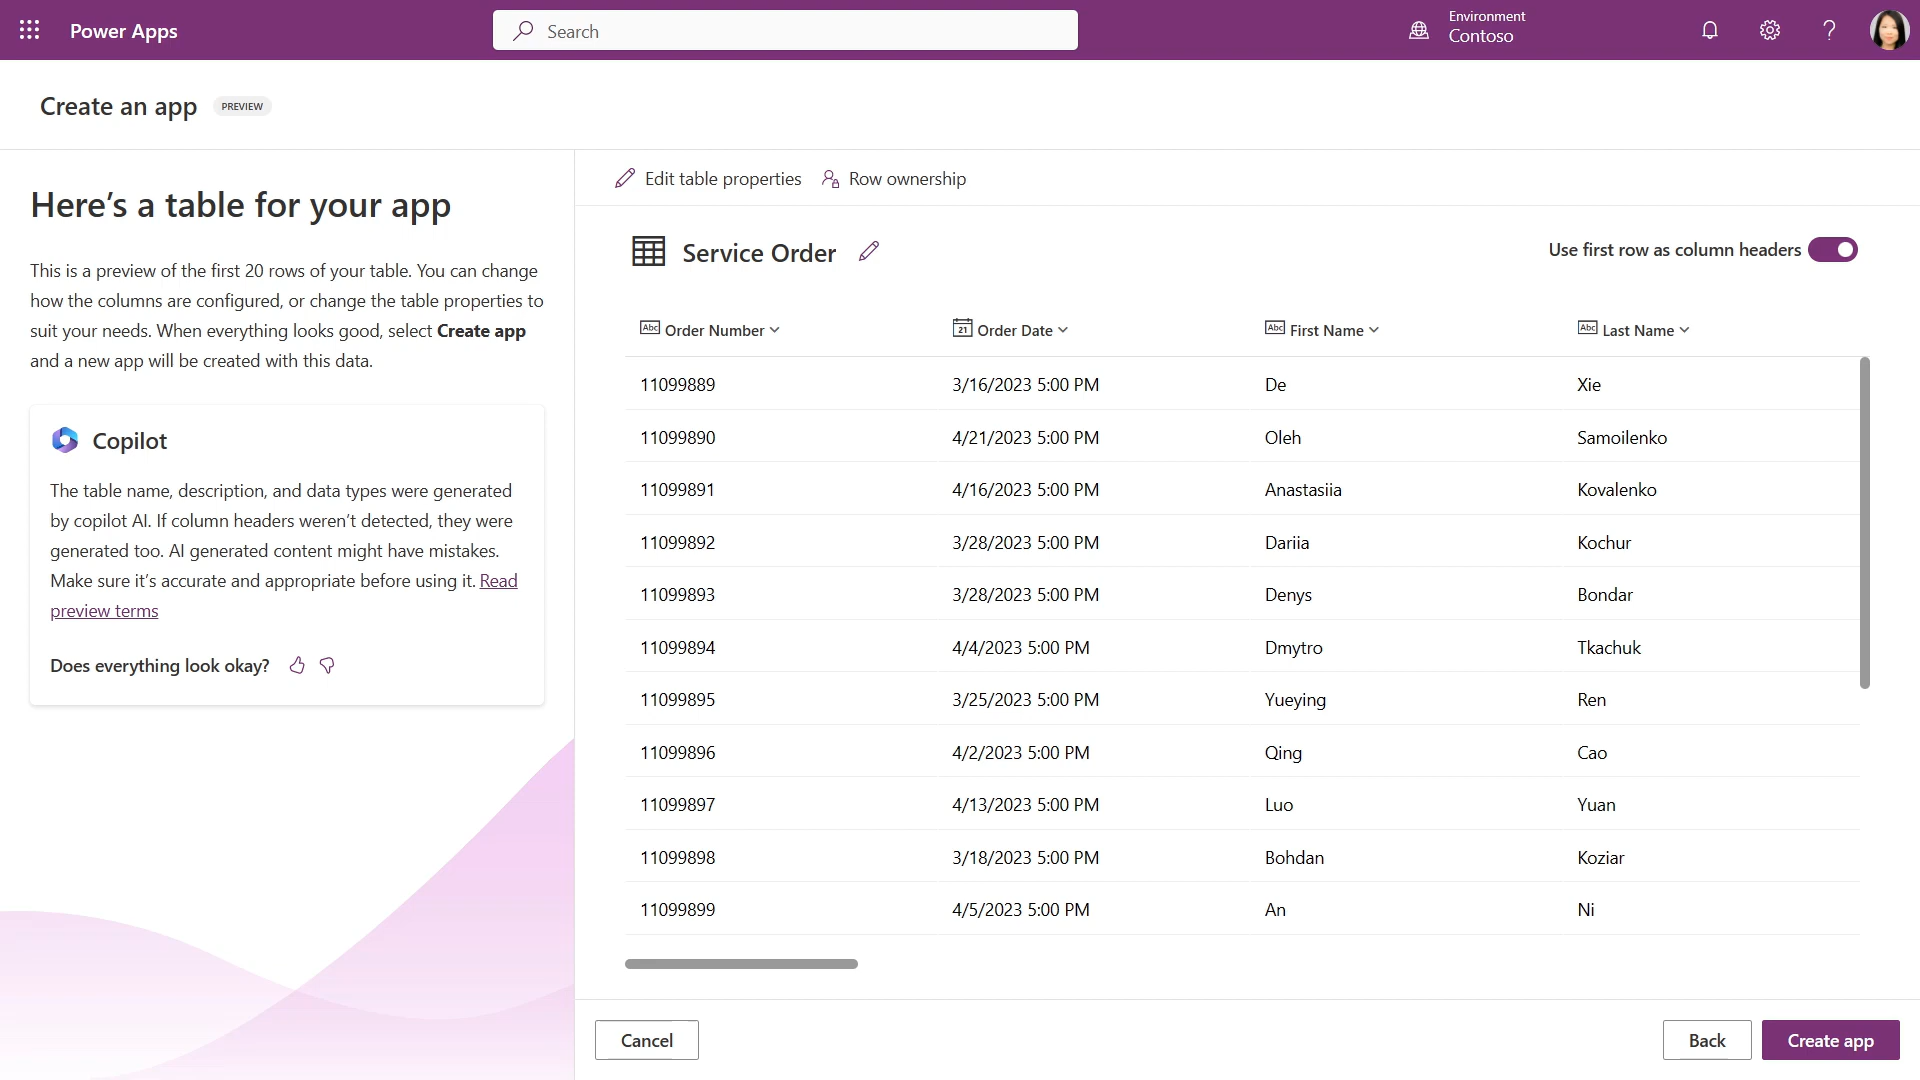 Power Apps
Search
Environment
Contoso
Create an app
PREVIEW
Here’s a table for your app
This is a preview of the first 20 rows of your table. You can change
how the columns are configured, or change the table properties to
suit your needs. When everything looks good, select Create app
and a new app will be created with this data.
Copilot
The table name, description, and data types were generated
by copilot AI. If column headers weren’t detected, they were
generated too. AI generated content might have mistakes.
Make sure it’s accurate and appropriate before using it. Read
preview terms
Does everything look okay?
Edit table properties Row ownership
Service Order
Use first row as column headers
Abc Order Number 21 Order Date Abc First Name Abc Last Name
11099889 3/16/2023 5:00 PM De Xie
11099890 4/21/2023 5:00 PM Oleh Samoilenko
11099891 4/16/2023 5:00 PM Anastasiia Kovalenko
11099892 3/28/2023 5:00 PM Dariia Kochur
11099893 3/28/2023 5:00 PM Denys Bondar
11099894 4/4/2023 5:00 PM Dmytro Tkachuk
11099895 3/25/2023 5:00 PM Yueying Ren
11099896 4/2/2023 5:00 PM Qing Cao
11099897 4/13/2023 5:00 PM Luo Yuan
11099898 3/18/2023 5:00 PM Bohdan Koziar
11099899 4/5/2023 5:00 PM An Ni
Cancel
Back
Create app